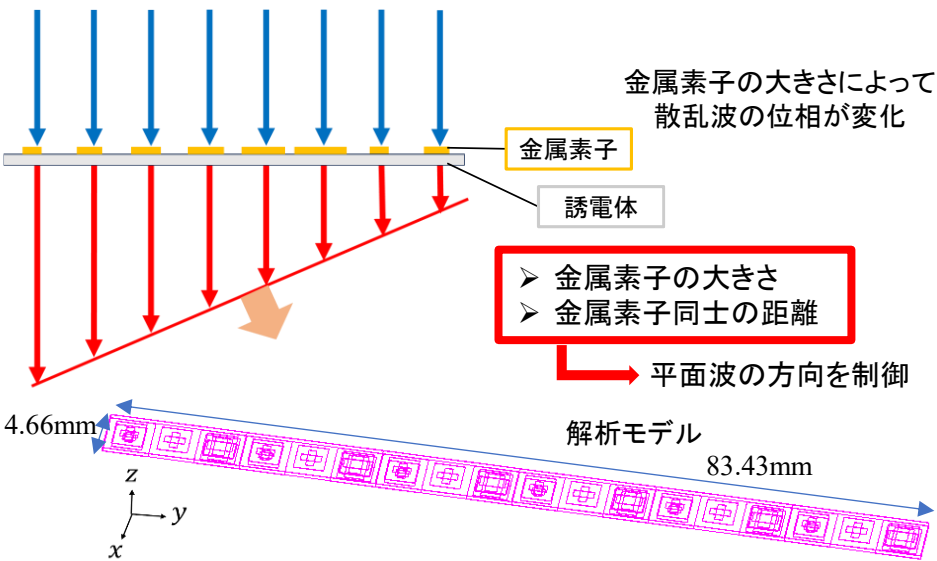 金属素子の大きさによって
散乱波の位相が変化
金属素子
誘電体
➢ 金属素子の大きさ
➢ 金属素子同士の距離
平面波の方向を制御
4.66mm
解析モデル
83.43mm
z
y
x